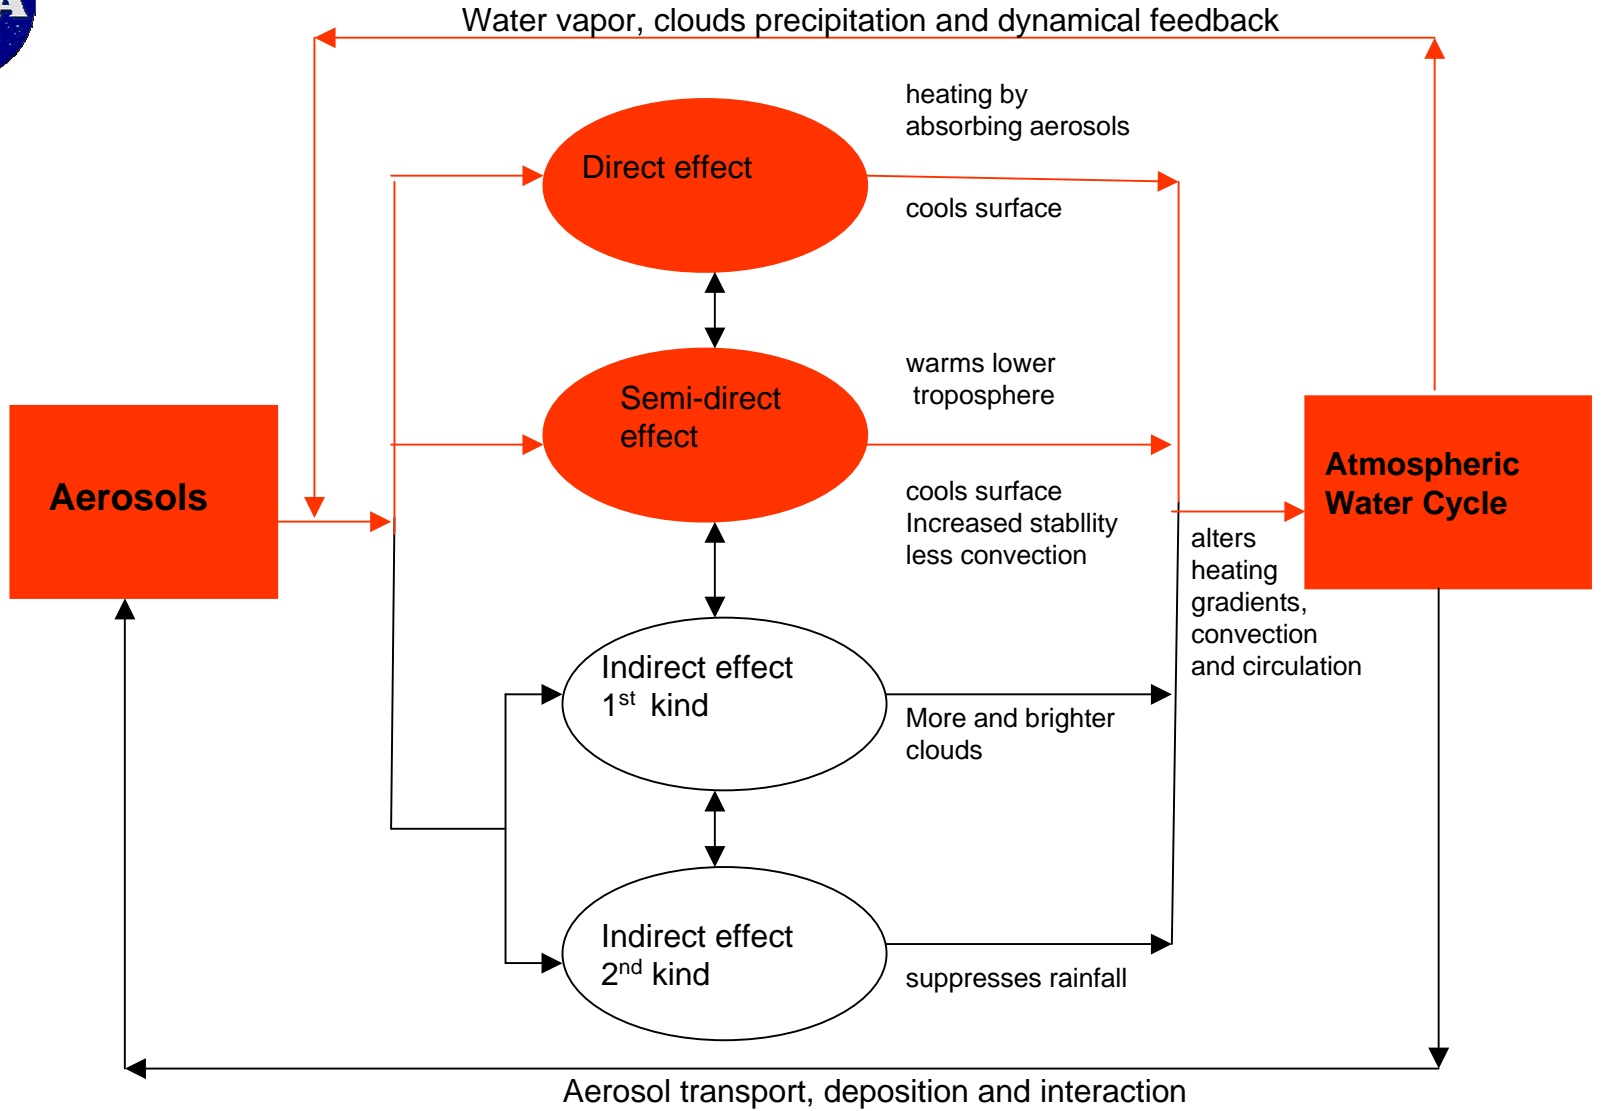 Water vapor, clouds precipitation and dynamical feedback
heating by
absorbing aerosols
Direct effect
cools surface
warms lower
troposphere
Semi-direct
effect
Aerosols
cools surface
Increased stabllity
less convection
Atmospheric
Water Cycle
alters
heating
gradients,
convection
and circulation
Indirect effect
1st kind
More and brighter
clouds
Indirect effect
2nd kind
suppresses rainfall
Aerosol transport, deposition and interaction